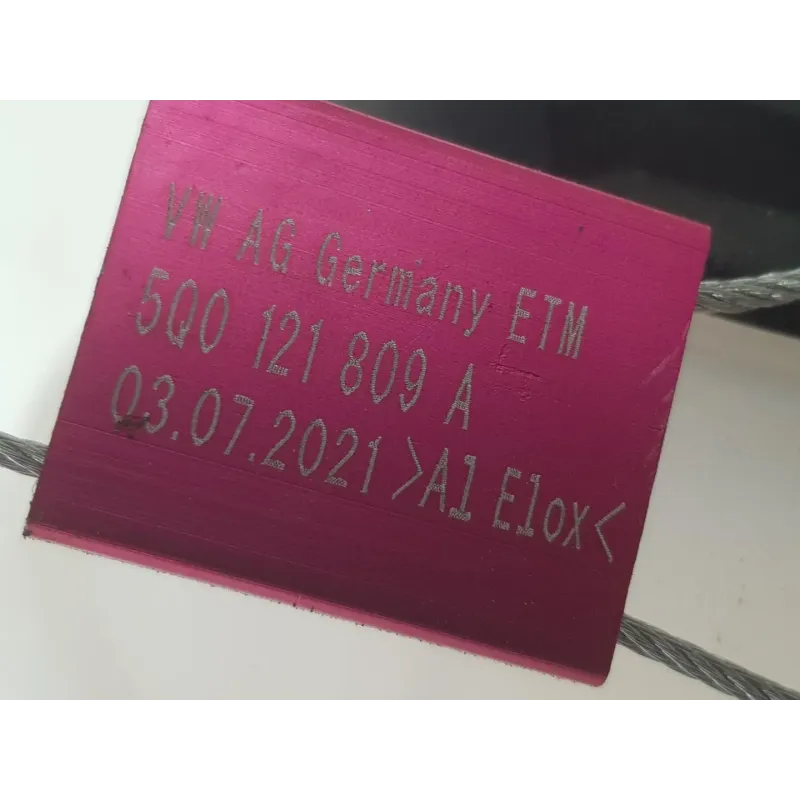 VW AG Germany ETM
5Q0 121 809 A
03.07.2021 >Al Elox<